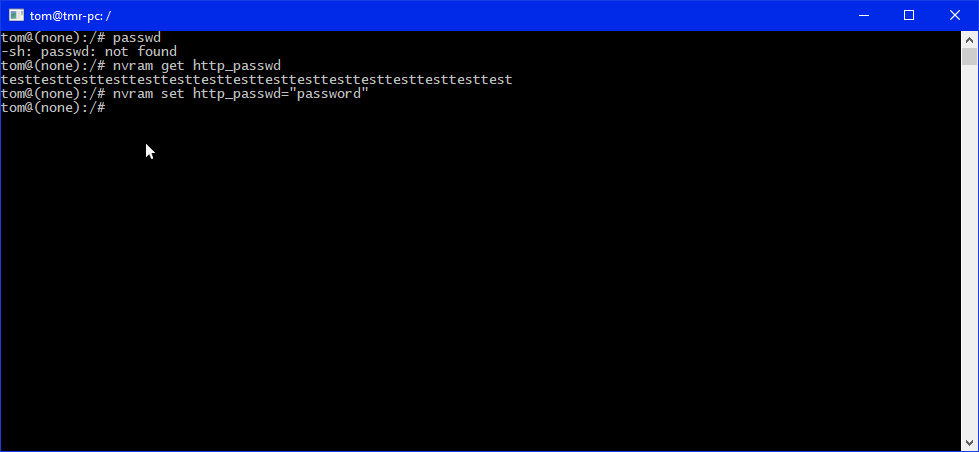 tom@tmr-pc: /
tom@(none):/# passwd
-sh: passwd: not found
tom@(none):/# nvram get http_passwd
testtesttesttesttesttesttesttesttesttesttesttesttesttesttesttest
tom@(none):/# nvram set http_passwd="password"
tom@(none):/#